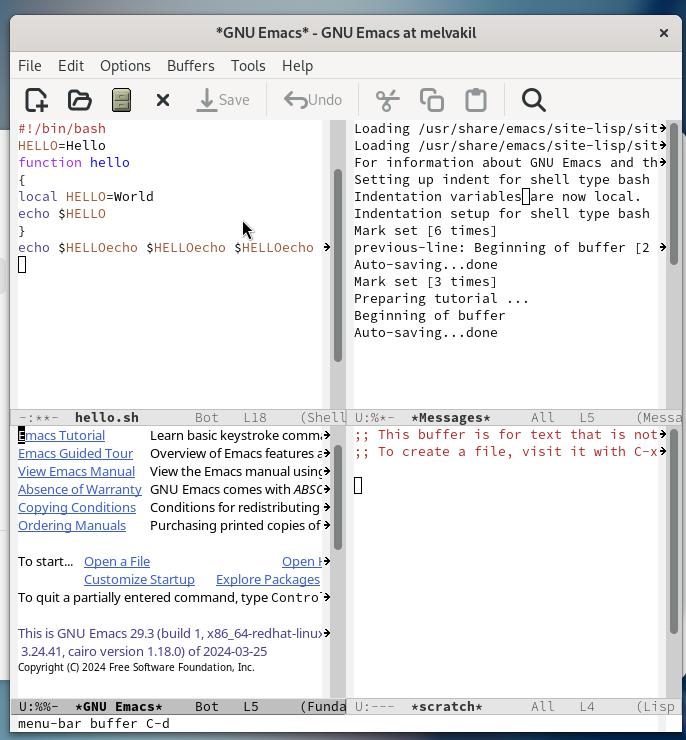 *GNU Emacs* - GNU Emacs at melvakil
File Edit Options Buffers Tools Help
Save Undo
#!/bin/bash
HELLO=Hello
function hello
{
local HELLO=World
echo $HELLO
}
echo $HELLOecho $HELLOecho $HELLOecho
-:**- hello.sh Bot L18 (Shell
Loading /usr/share/emacs/site-lisp/sit
Loading /usr/share/emacs/site-lisp/sit
For information about GNU Emacs and th
Setting up indent for shell type bash
Indentation variables are now local.
Indentation setup for shell type bash
Mark set [6 times]
previous-line: Beginning of buffer [2
Auto-saving...done
Mark set [3 times]
Preparing tutorial ...
Beginning of buffer
Auto-saving...done
U:%*- *Messages* All L5 (Messa
Emacs Tutorial Learn basic keystroke comma
Emacs Guided Tour Overview of Emacs features a
View Emacs Manual View the Emacs manual using
Absence of Warranty GNU Emacs comes with ABSO
Copying Conditions Conditions for redistributing
Ordering Manuals Purchasing printed copies of
To start... Open a File Open H
Customize Startup Explore Packages
To quit a partially entered command, type Control
This is GNU Emacs 29.3 (build 1, x86_64-redhat-linux
3.24.41, cairo version 1.18.0) of 2024-03-25
Copyright (C) 2024 Free Software Foundation, Inc.
U:%%- *GNU Emacs* Bot L5 (Funda
;; This buffer is for text that is not
;; To create a file, visit it with C-x
U:--- *scratch* All L4 (Lisp
menu-bar buffer C-d